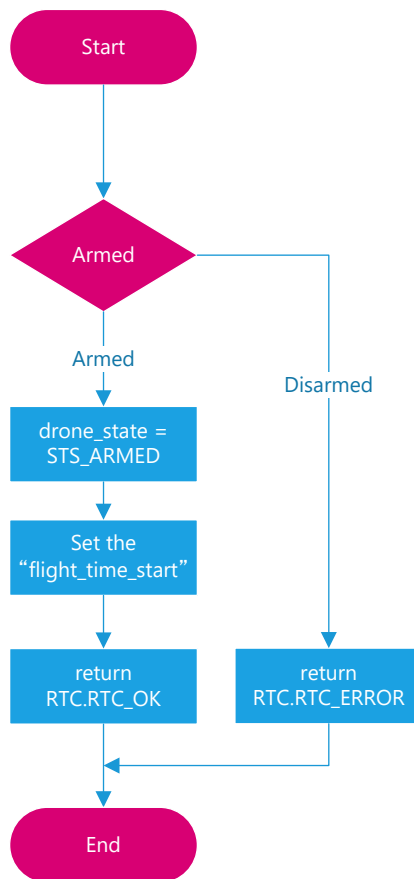 Start
Armed
Armed
Disarmed
drone_state =
STS_ARMED
Set the
“flight_time_start”
return
RTC.RTC_OK
return
RTC.RTC_ERROR
End